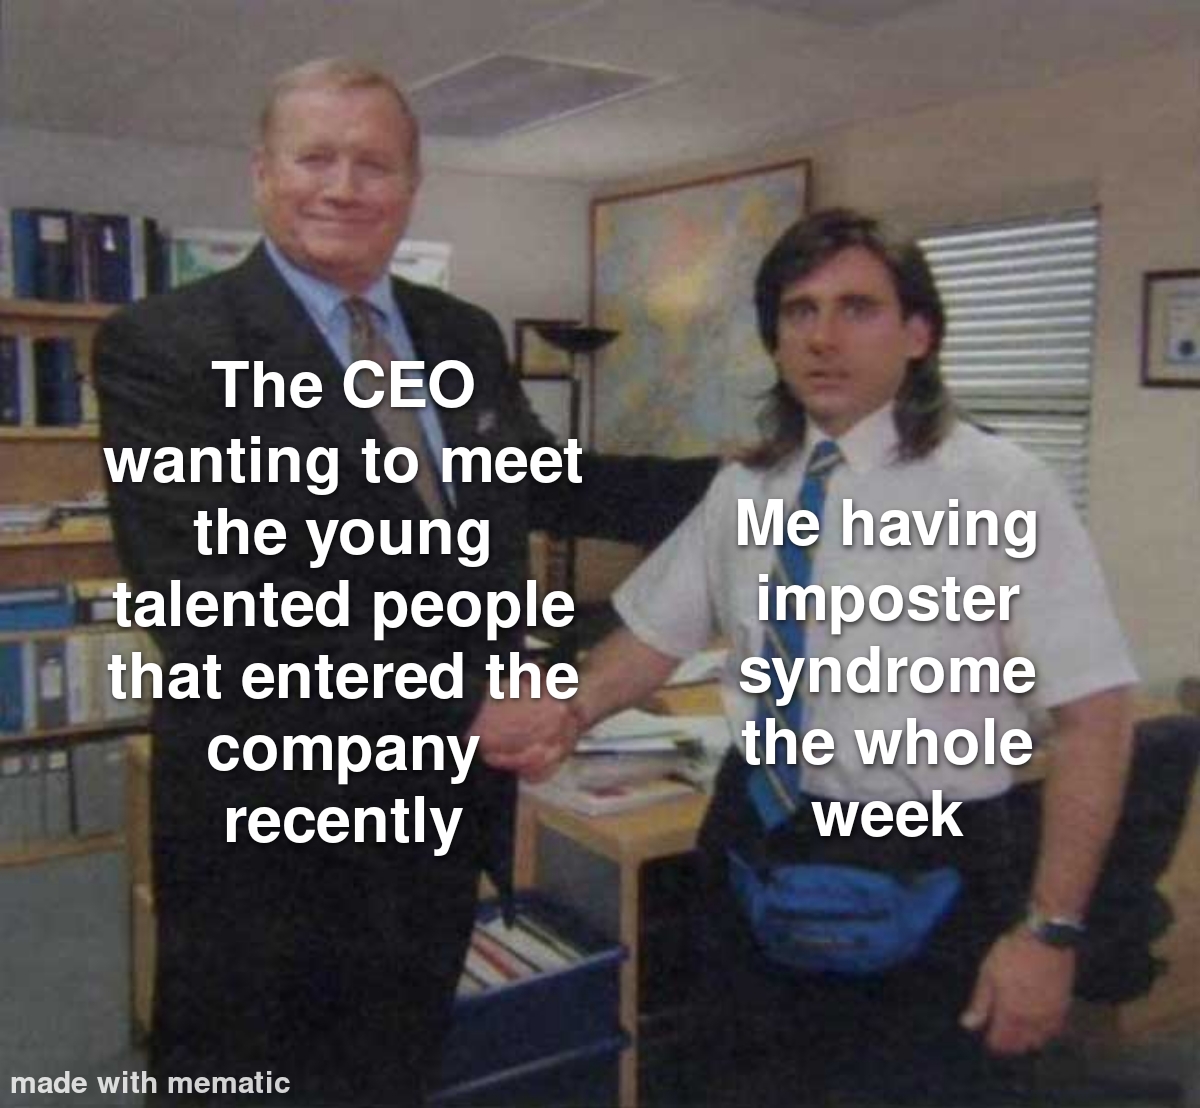 The CEO
wanting to meet
the young
talented people
that entered the
company
recently
Me having
imposter
syndrome
the whole
week
made with mematic